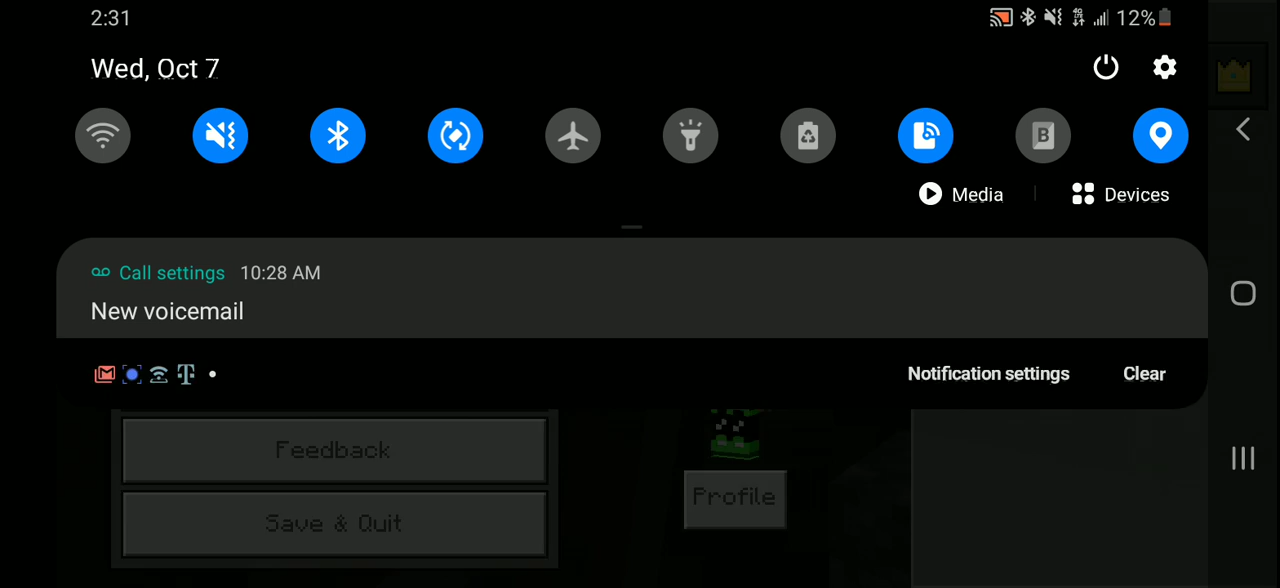 2:31
12%
Wed, Oct 7
Media
Devices
Call settings 10:28 AM
New voicemail
Notification settings
Clear
Feedback
Profile
Save & Quit